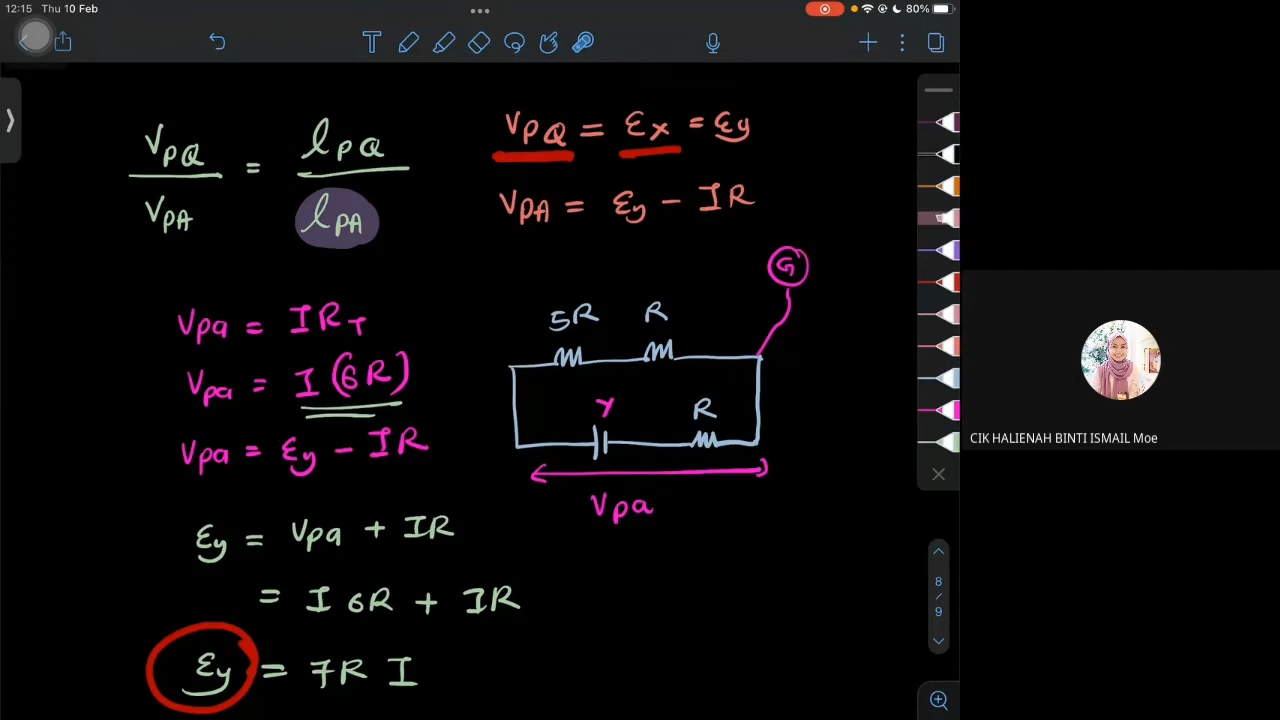 12:15 Thu 10 Feb
80%
T
VPQ / VPA = lPQ / lPA
VPQ = εx = εy
VPA = εy - IR
G
Vpa = IRT
Vpa = I (6R)
Vpa = εy - IR
5R R
Y R
Vpa
εy = Vpa + IR
= I 6R + IR
εy = 7R I
8/9
CIK HALIENAH BINTI ISMAIL Moe